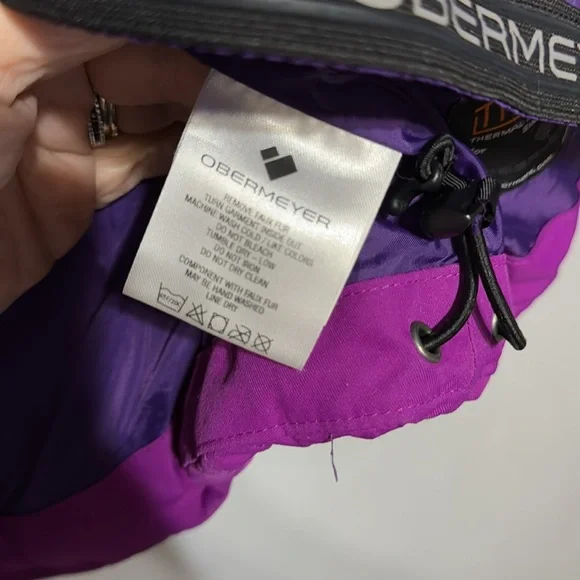 OBERMEYER
OBERMEYER
REMOVE FAUX FUR
TURN GARMENT INSIDE OUT
MACHINE WASH COLD / LIKE COLORS
DO NOT BLEACH
TUMBLE DRY - LOW
DO NOT IRON
DO NOT DRY CLEAN
COMPONENT WITH FAUX FUR
MAY BE HAND WASHED
LINE DRY